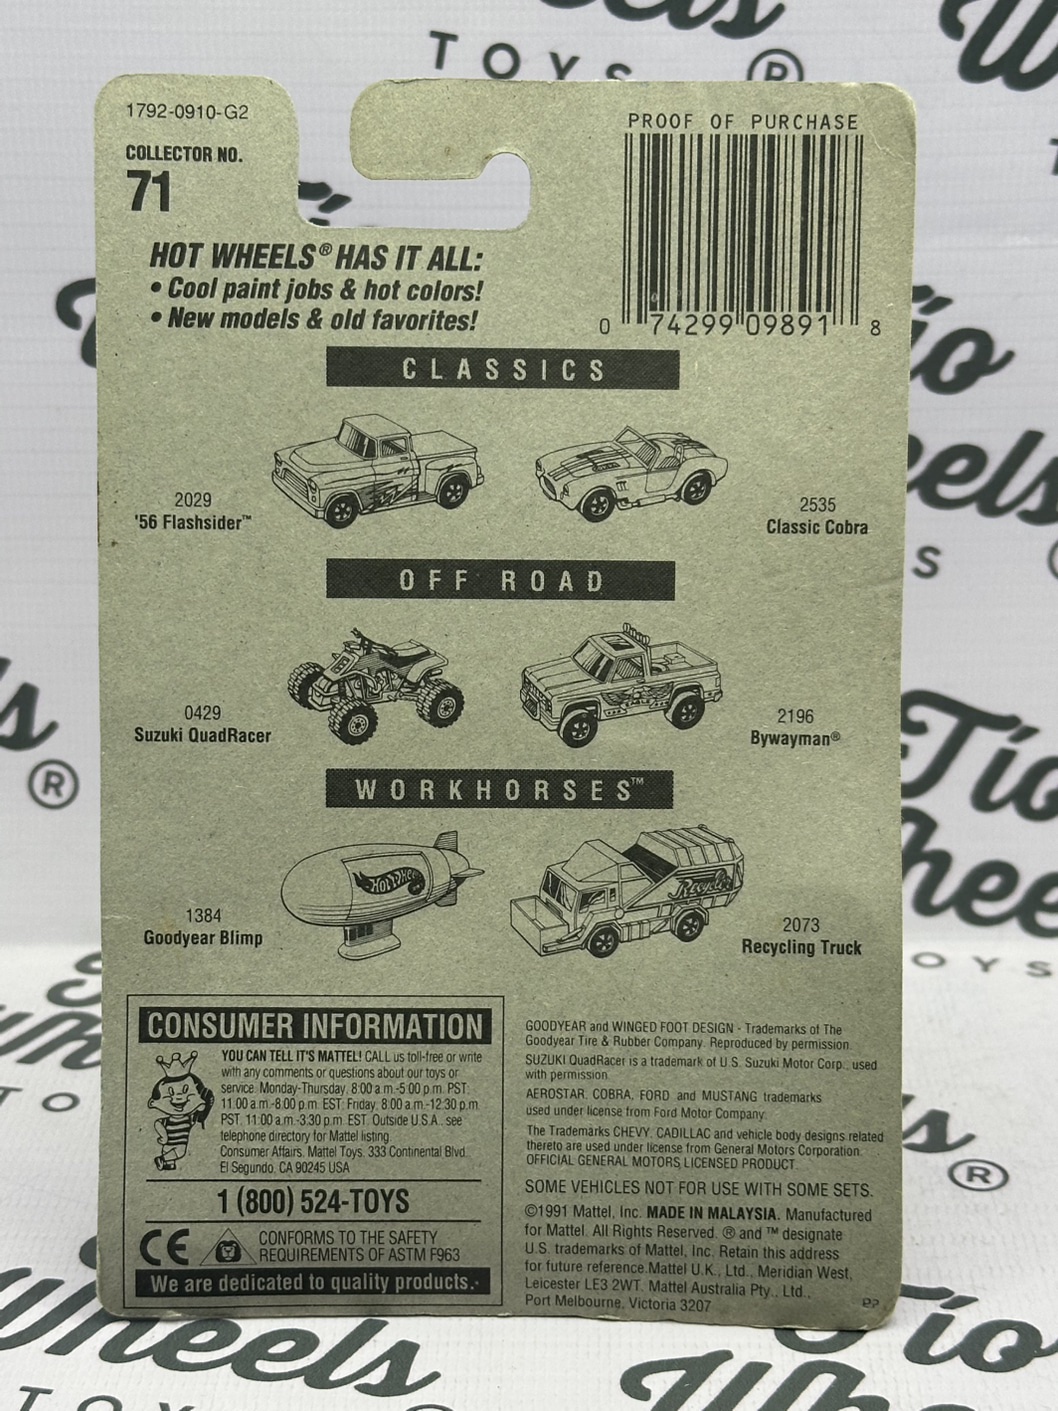 TOYS ®
1792-0910-G2
COLLECTOR NO.
71
PROOF OF PURCHASE
0 74299 09891 8
HOT WHEELS® HAS IT ALL:
• Cool paint jobs & hot colors!
• New models & old favorites!
CLASSICS
2029
'56 Flashsider™
2535
Classic Cobra
OFF ROAD
0429
Suzuki QuadRacer
2196
Bywayman®
WORKHORSES™
HOT WHEELS
1384
Goodyear Blimp
2073
Recycling Truck
CONSUMER INFORMATION
YOU CAN TELL IT'S MATTEL! CALL us toll-free or write
with any comments or questions about our toys or
service. Monday-Thursday, 8:00 a.m.-5:00 p.m. PST:
11:00 a.m.-8:00 p.m. EST: Friday, 8:00 a.m.-12:30 p.m.
PST. 11:00 a.m.-3:30 p.m. EST. Outside U.S.A., see
telephone directory for Mattel listing.
Consumer Affairs, Mattel Toys, 333 Continental Blvd.,
El Segundo, CA 90245 USA
1 (800) 524-TOYS
CE
CONFORMS TO THE SAFETY
REQUIREMENTS OF ASTM F963
We are dedicated to quality products.
GOODYEAR and WINGED FOOT DESIGN - Trademarks of The
Goodyear Tire & Rubber Company. Reproduced by permission.
SUZUKI QuadRacer is a trademark of U.S. Suzuki Motor Corp., used
with permission.
AEROSTAR, COBRA, FORD and MUSTANG trademarks
used under license from Ford Motor Company.
The Trademarks CHEVY, CADILLAC and vehicle body designs related
thereto are used under license from General Motors Corporation.
OFFICIAL GENERAL MOTORS LICENSED PRODUCT.
SOME VEHICLES NOT FOR USE WITH SOME SETS.
©1991 Mattel, Inc. MADE IN MALAYSIA. Manufactured
for Mattel. All Rights Reserved. ® and ™ designate
U.S. trademarks of Mattel, Inc. Retain this address
for future reference. Mattel U.K., Ltd., Meridian West,
Leicester LE3 2WT. Mattel Australia Pty., Ltd.,
Port Melbourne, Victoria 3207
Tio
Wheels
TOYS ®